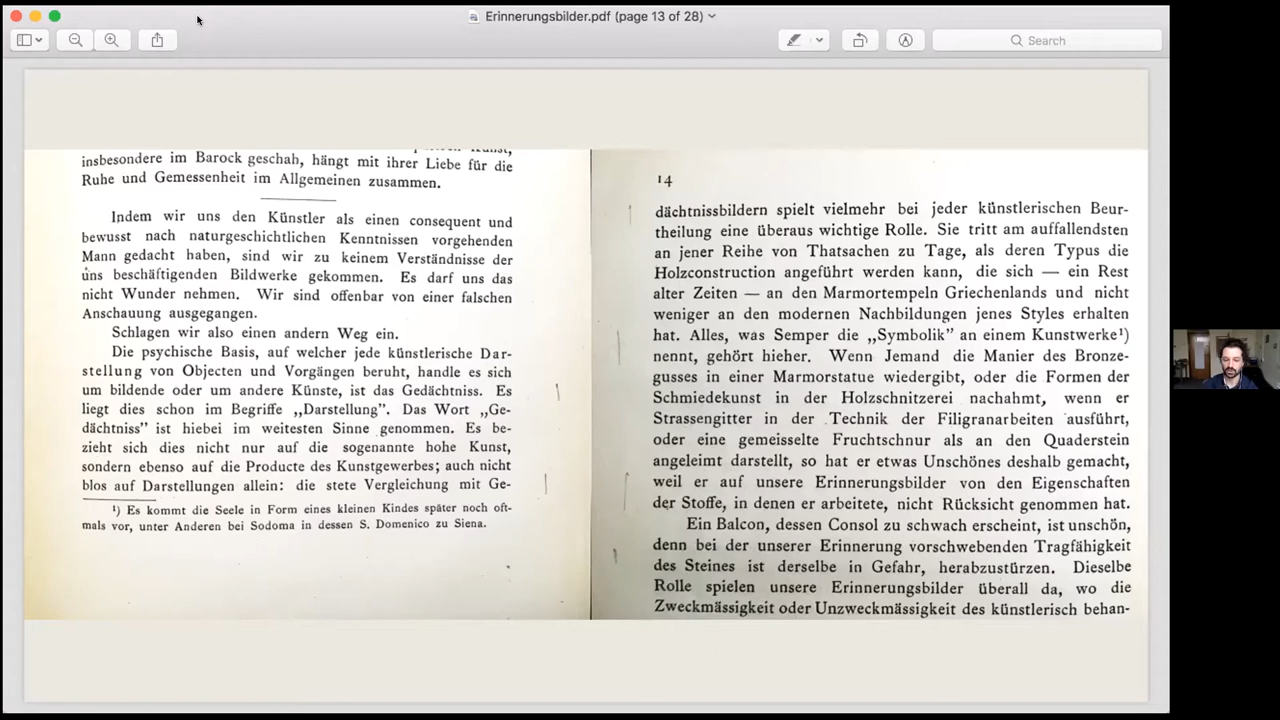 Erinnerungsbilder.pdf (page 13 of 28)
Search
insbesondere im Barock geschah, hängt mit ihrer Liebe für die
Ruhe und Gemessenheit im Allgemeinen zusammen.
Indem wir uns den Künstler als einen consequent und
bewusst nach naturgeschichtlichen Kenntnissen vorgehenden
Mann gedacht haben, sind wir zu keinem Verständnisse der
uns beschäftigenden Bildwerke gekommen. Es darf uns das
nicht Wunder nehmen. Wir sind offenbar von einer falschen
Anschauung ausgegangen.
Schlagen wir also einen andern Weg ein.
Die psychische Basis, auf welcher jede künstlerische Dar-
stellung von Objecten und Vorgängen beruht, handle es sich
um bildende oder um andere Künste, ist das Gedächtniss. Es
liegt dies schon im Begriffe „Darstellung". Das Wort „Ge-
dächtniss" ist hiebei im weitesten Sinne genommen. Es be-
zieht sich dies nicht nur auf die sogenannte hohe Kunst,
sondern ebenso auf die Producte des Kunstgewerbes; auch nicht
blos auf Darstellungen allein: die stete Vergleichung mit Ge-
¹) Es kommt die Seele in Form eines kleinen Kindes später noch oft-
mals vor, unter Anderen bei Sodoma in dessen S. Domenico zu Siena.
14
dächtnissbildern spielt vielmehr bei jeder künstlerischen Beur-
theilung eine überaus wichtige Rolle. Sie tritt am auffallendsten
an jener Reihe von Thatsachen zu Tage, als deren Typus die
Holzconstruction angeführt werden kann, die sich — ein Rest
alter Zeiten — an den Marmortempeln Griechenlands und nicht
weniger an den modernen Nachbildungen jenes Styles erhalten
hat. Alles, was Semper die „Symbolik" an einem Kunstwerke¹)
nennt, gehört hieher. Wenn Jemand die Manier des Bronze-
gusses in einer Marmorstatue wiedergibt, oder die Formen der
Schmiedekunst in der Holzschnitzerei nachahmt, wenn er
Strassengitter in der Technik der Filigranarbeiten ausführt,
oder eine gemeisselte Fruchtschnur als an den Quaderstein
angeleimt darstellt, so hat er etwas Unschönes deshalb gemacht,
weil er auf unsere Erinnerungsbilder von den Eigenschaften
der Stoffe, in denen er arbeitete, nicht Rücksicht genommen hat.
Ein Balcon, dessen Consol zu schwach erscheint, ist unschön,
denn bei der unserer Erinnerung vorschwebenden Tragfähigkeit
des Steines ist derselbe in Gefahr, herabzustürzen. Dieselbe
Rolle spielen unsere Erinnerungsbilder überall da, wo die
Zweckmässigkeit oder Unzweckmässigkeit des künstlerisch behan-